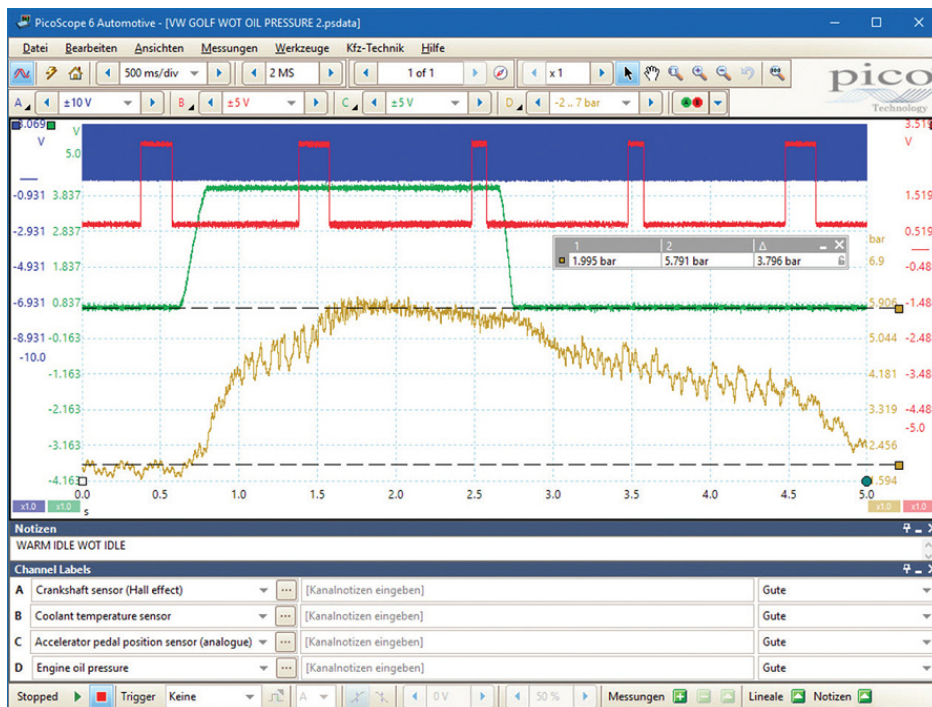 PicoScope 6 Automotive - [VW GOLF WOT OIL PRESSURE 2.psdata]
Datei Bearbeiten Ansichten Messungen Werkzeuge Kfz-Technik Hilfe
500 ms/div 2 MS 1 of 1 x 1
pico
Technology
A ±10 V B ±5 V C ±5 V D -2 .. 7 bar
3.069 V 3.519
V 5.0 V
-0.931 3.837 1.519
-2.931 2.837 0.519
bar
1 2 Δ
1.995 bar 5.791 bar 3.796 bar
-4.931 1.837 6.9 -0.48
-6.931 0.837 5.906 -1.48
-8.931 -0.163 5.044 -2.48
-10.0
-1.163 4.181 -3.48
-2.163 3.319 -4.48
-5.0
-3.163 2.456
-4.163 1.594
0.0 0.5 1.0 1.5 2.0 2.5 3.0 3.5 4.0 4.5 5.0
s
x1.0 x1.0 x1.0 x1.0
Notizen
WARM IDLE WOT IDLE
Channel Labels
A Crankshaft sensor (Hall effect) ... [Kanalnotizen eingeben] Gute
B Coolant temperature sensor ... [Kanalnotizen eingeben] Gute
C Accelerator pedal position sensor (analogue) ... [Kanalnotizen eingeben] Gute
D Engine oil pressure ... [Kanalnotizen eingeben] Gute
Stopped Trigger Keine A 0 V 50 % Messungen Lineale Notizen